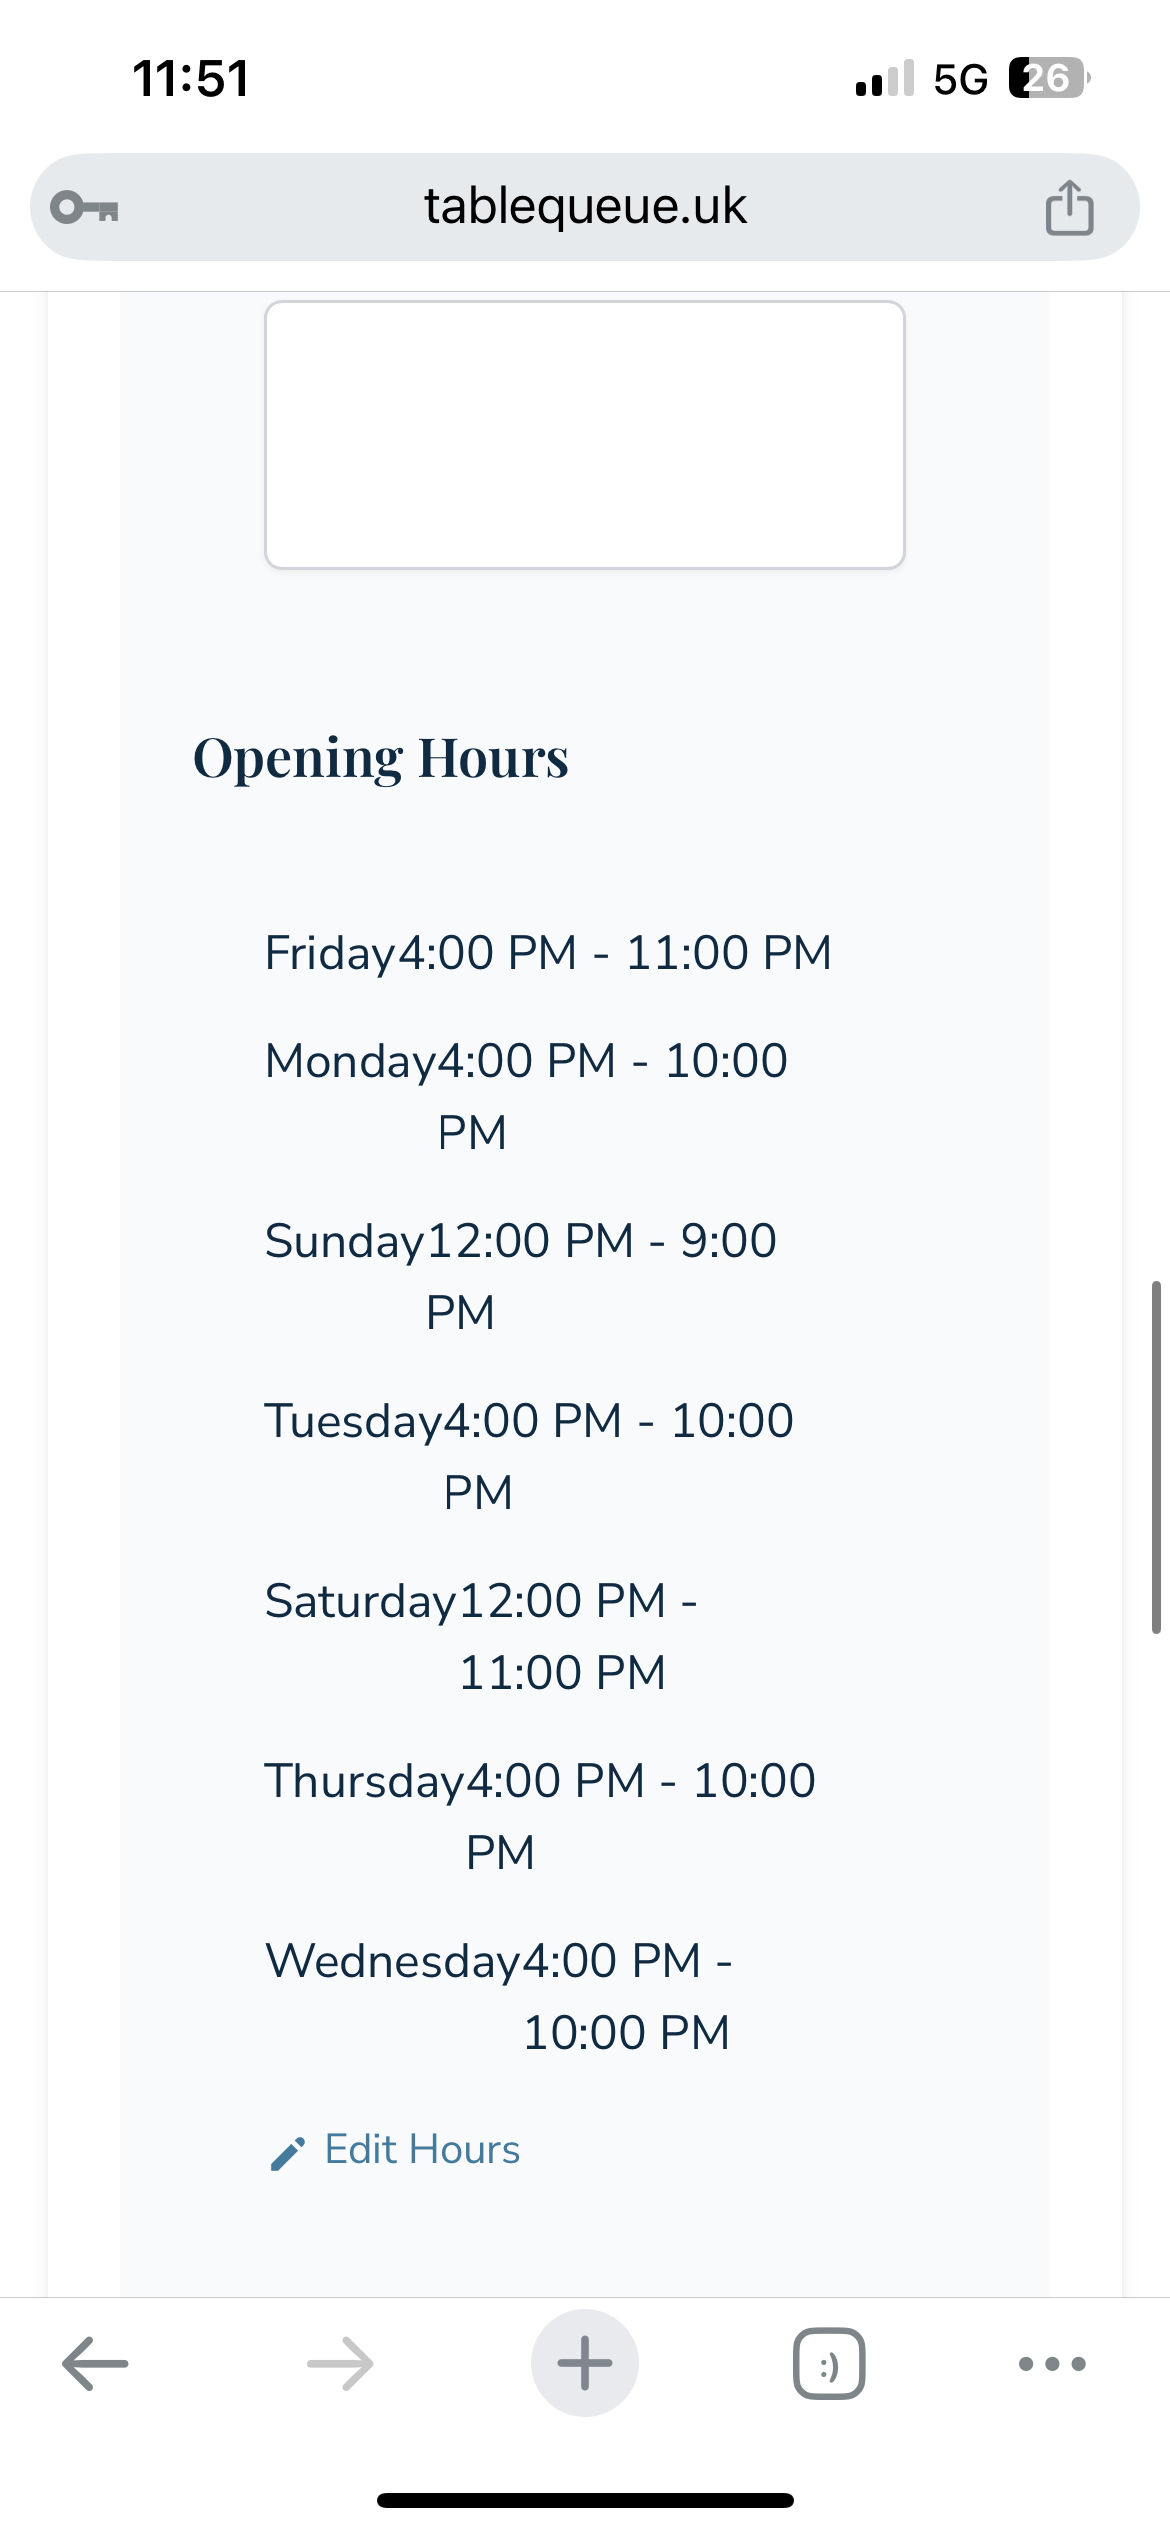 11:51
5G 26
tablequeue.uk
Opening Hours
Friday4:00 PM - 11:00 PM
Monday4:00 PM - 10:00
PM
Sunday12:00 PM - 9:00
PM
Tuesday4:00 PM - 10:00
PM
Saturday12:00 PM -
11:00 PM
Thursday4:00 PM - 10:00
PM
Wednesday4:00 PM -
10:00 PM
Edit Hours
:)